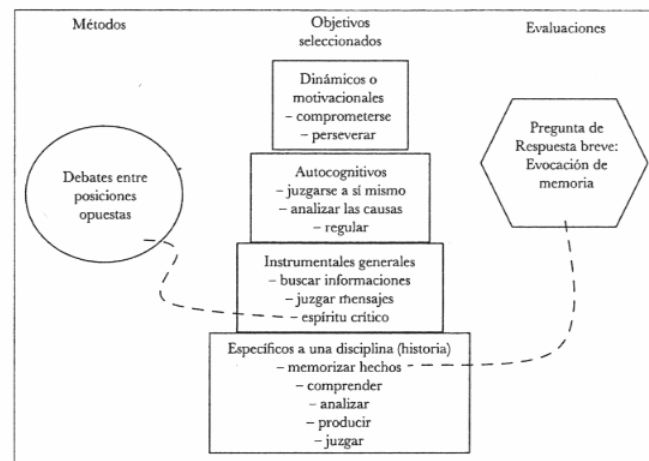 Métodos
Objetivos
seleccionados
Evaluaciones
Dinámicos o
motivacionales
– comprometerse
– perseverar
Debates entre
posiciones
opuestas
Autocognitivos
– juzgarse a sí mismo
– analizar las causas
– regular
Pregunta de
Respuesta breve:
Evocación de
memoria
Instrumentales generales
– buscar informaciones
– juzgar mensajes
– espíritu crítico
Específicos a una disciplina (historia)
– memorizar hechos
– comprender
– analizar
– producir
– juzgar